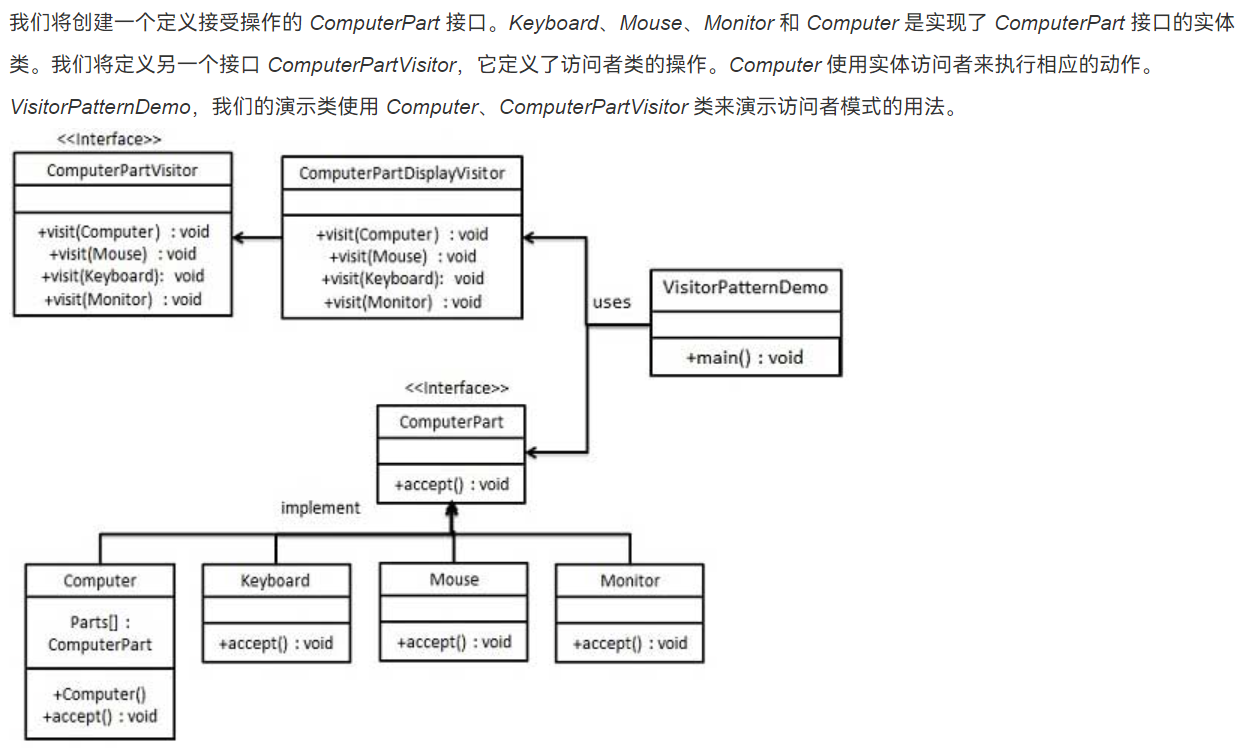 我们将创建一个定义接受操作的 ComputerPart 接口。Keyboard、Mouse、Monitor 和 Computer 是实现了 ComputerPart 接口的实体
类。我们将定义另一个接口 ComputerPartVisitor，它定义了访问者类的操作。Computer 使用实体访问者来执行相应的动作。
VisitorPatternDemo，我们的演示类使用 Computer、ComputerPartVisitor 类来演示访问者模式的用法。
<<Interface>>
ComputerPartVisitor
+visit(Computer) : void
+visit(Mouse) : void
+visit(Keyboard): void
+visit(Monitor) : void
ComputerPartDisplayVisitor
+visit(Computer) : void
+visit(Mouse) : void
+visit(Keyboard): void
+visit(Monitor) : void
uses
VisitorPatternDemo
+main() : void
<<Interface>>
ComputerPart
+accept() : void
implement
Computer
Parts[] :
ComputerPart
+Computer()
+accept() : void
Keyboard
+accept() : void
Mouse
+accept() : void
Monitor
+accept() : void